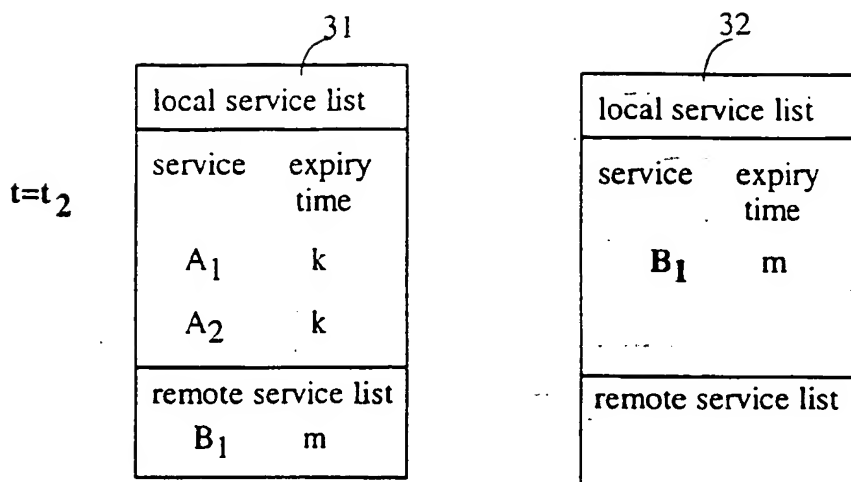 31
local service list
service expiry
time
A1 k
A2 k
remote service list
B1 m
t=t2
32
local service list
service expiry
time
B1 m
remote service list